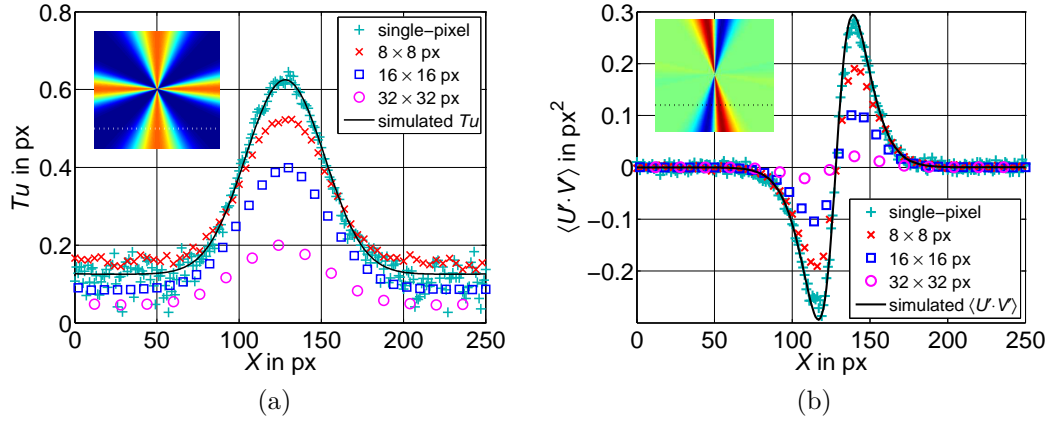 0.8
0.6
0.4
0.2
0
Tu in px
0 50 100 150 200 250
X in px
single−pixel
8 × 8 px
16 × 16 px
32 × 32 px
simulated Tu
(a)
0.3
0.2
0.1
0
−0.1
−0.2
⟨U'· V'⟩ in px²
0 50 100 150 200 250
X in px
single−pixel
8 × 8 px
16 × 16 px
32 × 32 px
simulated ⟨U'· V'⟩
(b)